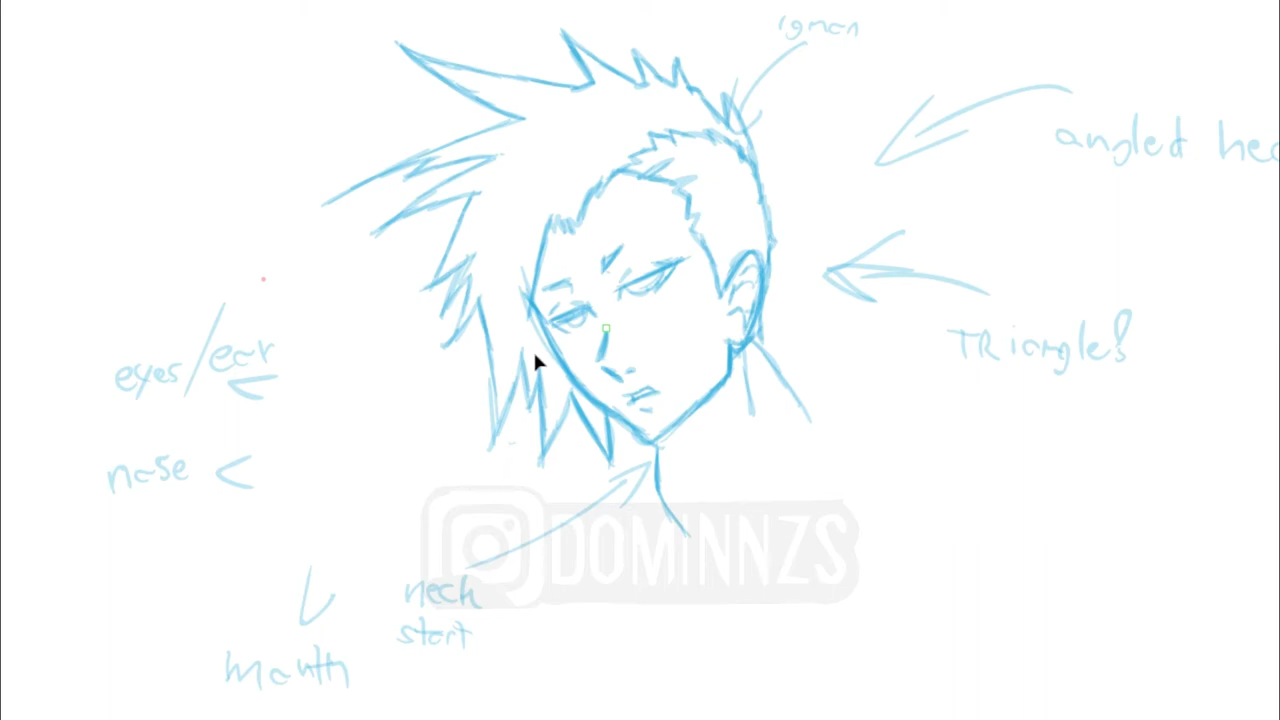 angled hea
TRiangle!
eyes/ear
nose <
DOMINNZS
neck
start
mouth